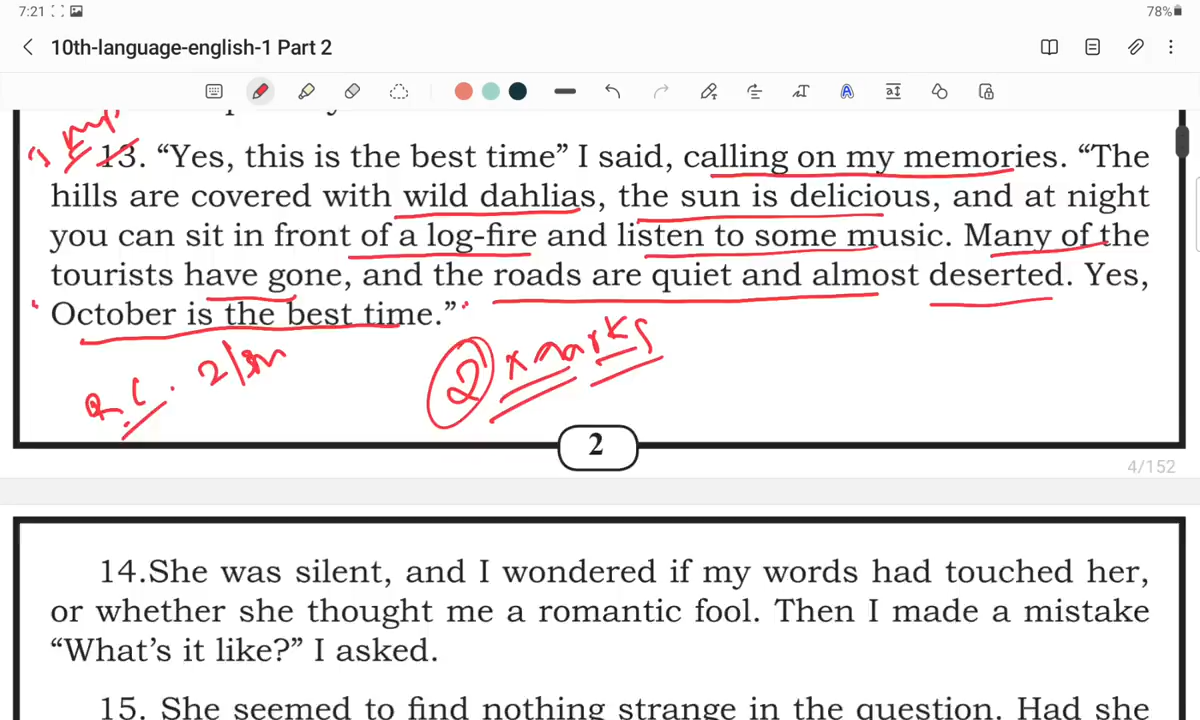 7:21
78%
10th-language-english-1 Part 2
13. “Yes, this is the best time” I said, calling on my memories. “The
hills are covered with wild dahlias, the sun is delicious, and at night
you can sit in front of a log-fire and listen to some music. Many of the
tourists have gone, and the roads are quiet and almost deserted. Yes,
October is the best time.”
2 marks
2
4/152
14.She was silent, and I wondered if my words had touched her,
or whether she thought me a romantic fool. Then I made a mistake
“What’s it like?” I asked.
15. She seemed to find nothing strange in the question. Had she